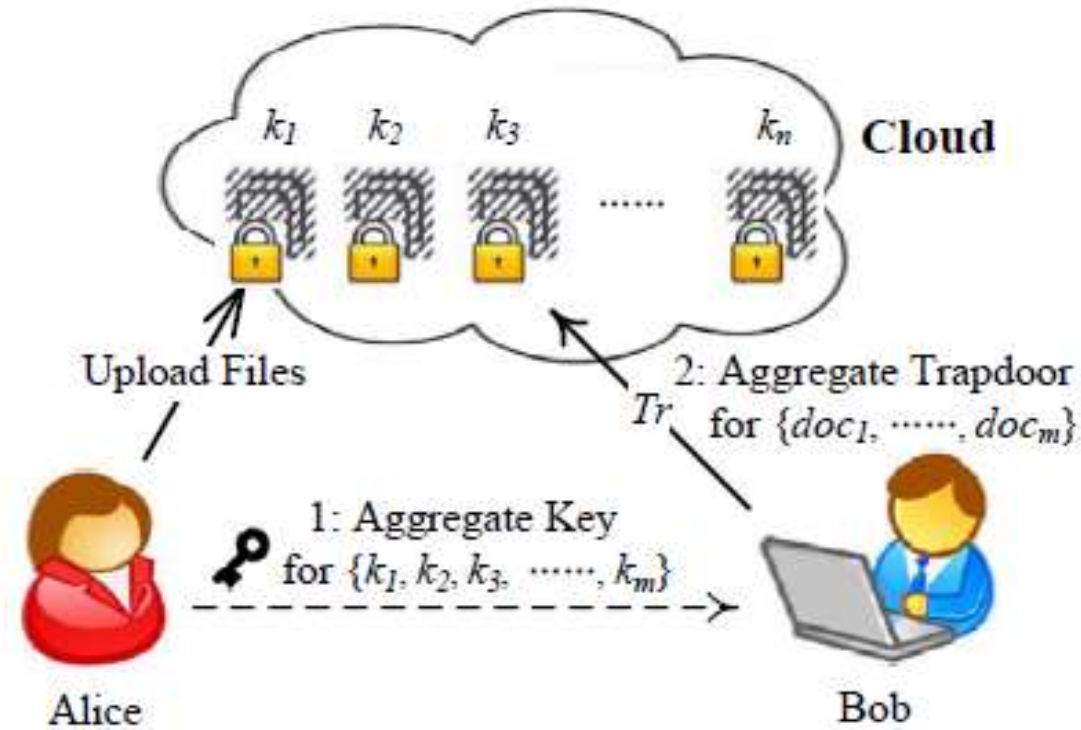 k1 k2 k3 ...... kn
Cloud
Upload Files
Tr
2: Aggregate Trapdoor
for {doc1, ......, docm}
1: Aggregate Key
for {k1, k2, k3, ......, km}
Alice
Bob